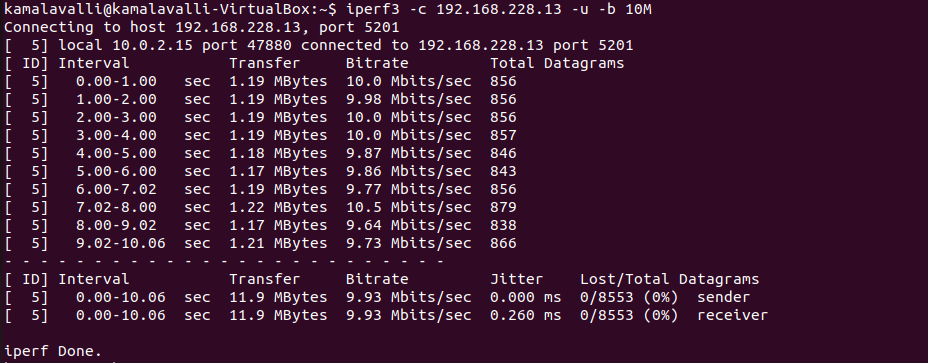 kamalavalli@kamalavalli-VirtualBox:~$ iperf3 -c 192.168.228.13 -u -b 10M
Connecting to host 192.168.228.13, port 5201
[  5] local 10.0.2.15 port 47880 connected to 192.168.228.13 port 5201
[ ID] Interval           Transfer     Bitrate         Total Datagrams
[  5]   0.00-1.00   sec  1.19 MBytes  10.0 Mbits/sec  856
[  5]   1.00-2.00   sec  1.19 MBytes  9.98 Mbits/sec  856
[  5]   2.00-3.00   sec  1.19 MBytes  10.0 Mbits/sec  856
[  5]   3.00-4.00   sec  1.19 MBytes  10.0 Mbits/sec  857
[  5]   4.00-5.00   sec  1.18 MBytes  9.87 Mbits/sec  846
[  5]   5.00-6.00   sec  1.17 MBytes  9.86 Mbits/sec  843
[  5]   6.00-7.02   sec  1.19 MBytes  9.77 Mbits/sec  856
[  5]   7.02-8.00   sec  1.22 MBytes  10.5 Mbits/sec  879
[  5]   8.00-9.02   sec  1.17 MBytes  9.64 Mbits/sec  838
[  5]   9.02-10.06  sec  1.21 MBytes  9.73 Mbits/sec  866
- - - - - - - - - - - - - - - - - - - - - - - - -
[ ID] Interval           Transfer     Bitrate         Jitter    Lost/Total Datagrams
[  5]   0.00-10.06  sec  11.9 MBytes  9.93 Mbits/sec  0.000 ms  0/8553 (0%)  sender
[  5]   0.00-10.06  sec  11.9 MBytes  9.93 Mbits/sec  0.260 ms  0/8553 (0%)  receiver

iperf Done.